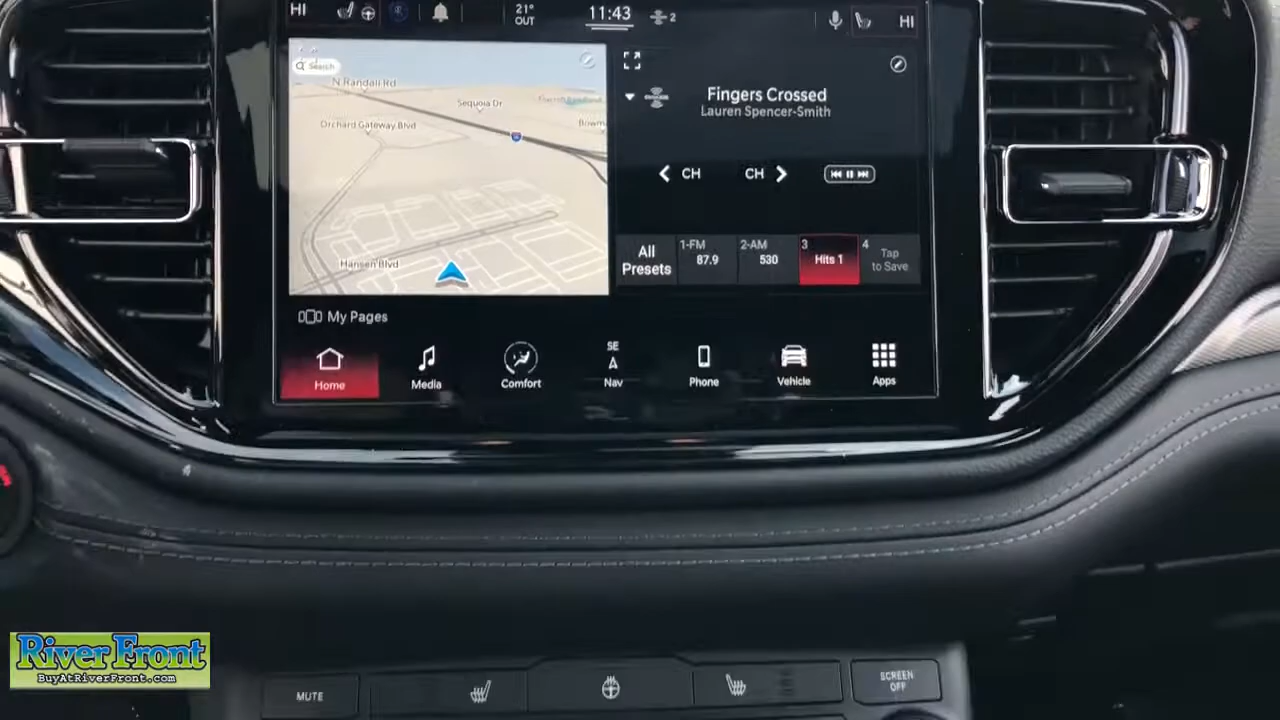 HI
21°
OUT
11:43
2
HI
Search
N Randall Rd
Sequoia Dr
Orchard Gateway Blvd
Hansen Blvd
Fingers Crossed
Lauren Spencer-Smith
CH
CH
All
Presets
1-FM
87.9
2-AM
530
3
Hits 1
4
Tap
to Save
My Pages
Home
Media
Comfort
SE
Nav
Phone
Vehicle
Apps
River Front
BuyAtRiverFront.com
MUTE
SCREEN
OFF